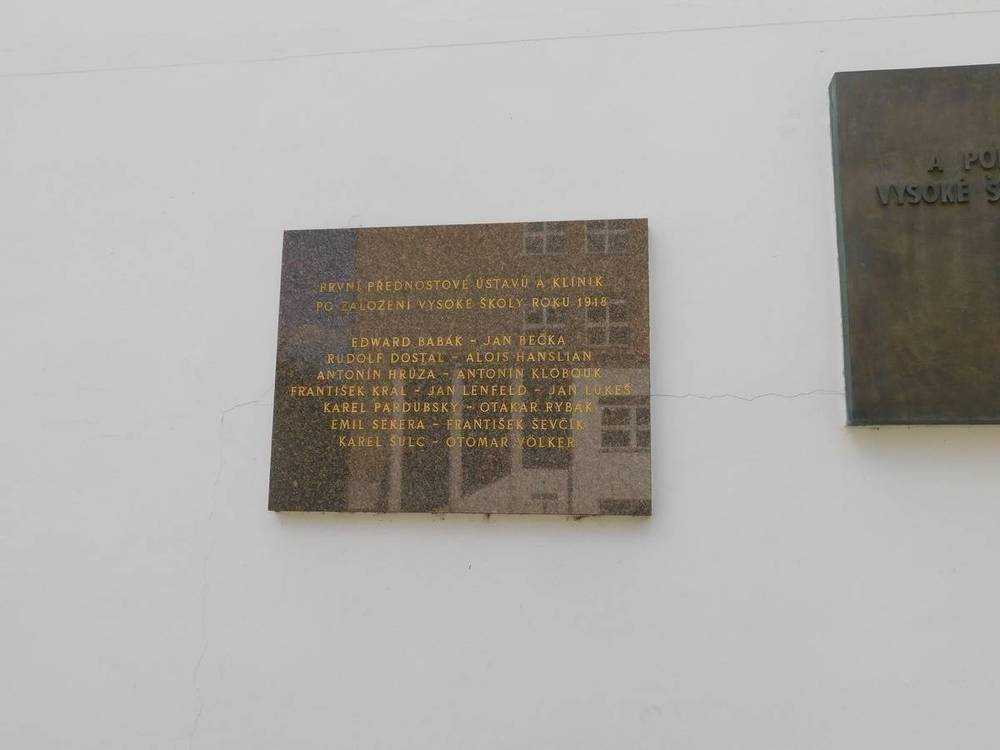 PRVNÍ PŘEDNOSTOVÉ ÚSTAVŮ A KLINIK
PO ZALOŽENÍ VYSOKÉ ŠKOLY ROKU 1918
EDWARD BABÁK - JAN BEČKA
RUDOLF DOSTÁL - ALOIS HANSLIAN
ANTONÍN HRŮZA - ANTONÍN KLOBOUK
FRANTIŠEK KRÁL - JAN LENFELD - JAN LUKEŠ
KAREL PARDUBSKÝ - OTAKAR RYBÁK
EMIL SEKERA - FRANTIŠEK ŠEVČÍK
KAREL ŠULC - OTOMAR VÖLKER
A
VYSOKÉ